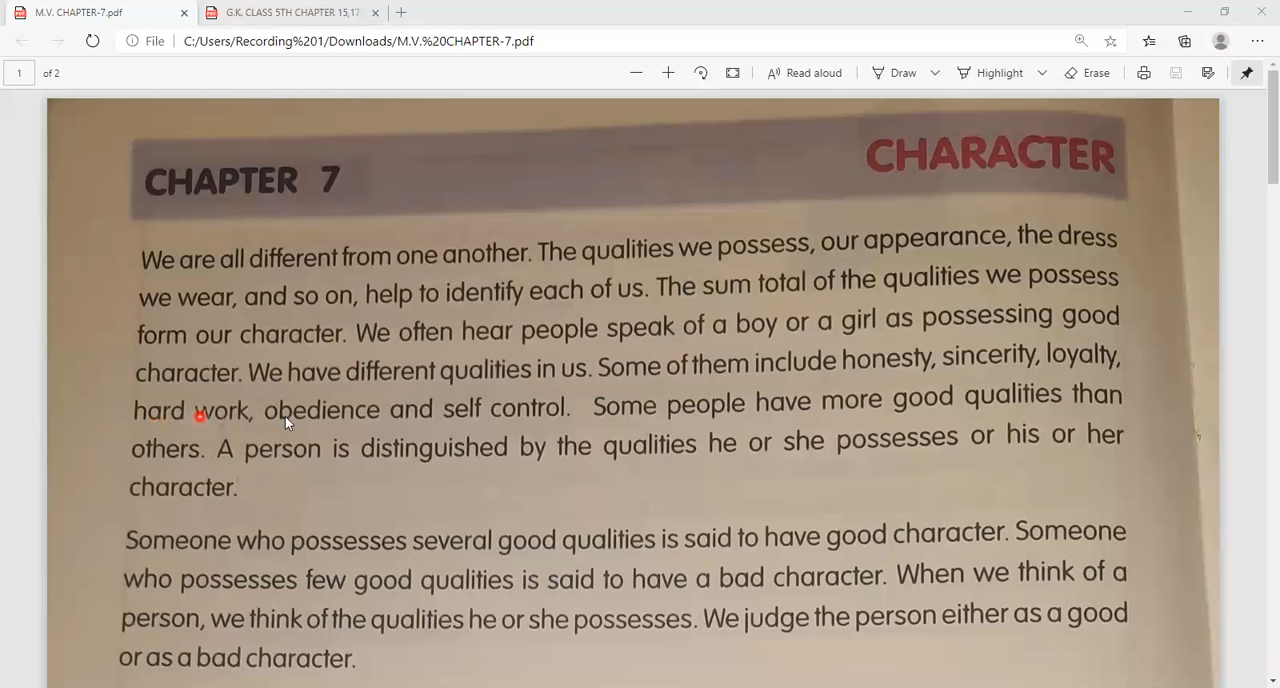 M.V. CHAPTER-7.pdf
G.K. CLASS 5TH CHAPTER 15,17
File
C:/Users/Recording%201/Downloads/M.V.%20CHAPTER-7.pdf
1 of 2
Read aloud
Draw
Highlight
Erase
CHAPTER 7
CHARACTER
We are all different from one another. The qualities we possess, our appearance, the dress
we wear, and so on, help to identify each of us. The sum total of the qualities we possess
form our character. We often hear people speak of a boy or a girl as possessing good
character. We have different qualities in us. Some of them include honesty, sincerity, loyalty,
hard work, obedience and self control. Some people have more good qualities than
others. A person is distinguished by the qualities he or she possesses or his or her
character.
Someone who possesses several good qualities is said to have good character. Someone
who possesses few good qualities is said to have a bad character. When we think of a
person, we think of the qualities he or she possesses. We judge the person either as a good
or as a bad character.